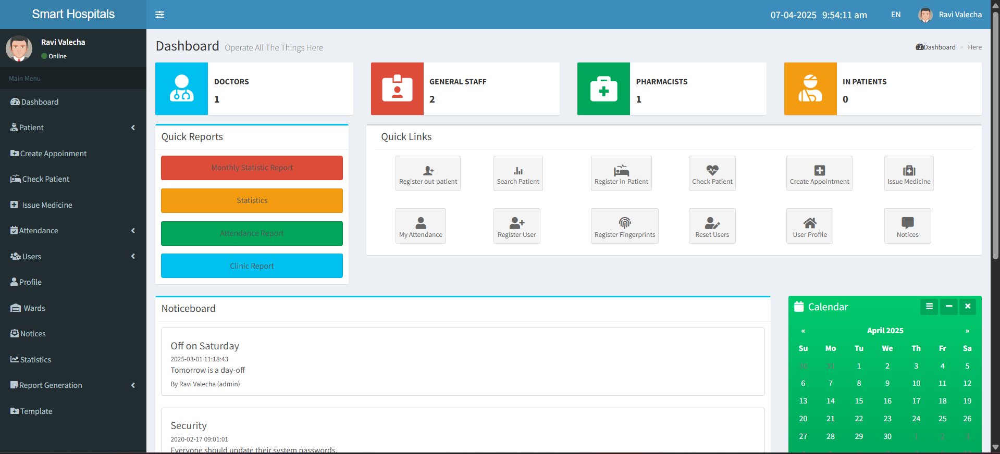 Smart Hospitals
07-04-2025 9:54:11 am
EN
Ravi Valecha
Ravi Valecha
Online
Main Menu
Dashboard
Patient
Create Appoinment
Check Patient
Issue Medicine
Attendance
Users
Profile
Wards
Notices
Statistics
Report Generation
Template
Dashboard Operate All The Things Here
Dashboard > Here
DOCTORS
1
GENERAL STAFF
2
PHARMACISTS
1
IN PATIENTS
0
Quick Reports
Monthly Statistic Report
Statistics
Attendance Report
Clinic Report
Quick Links
Register out-patient
Search Patient
Register in-Patient
Check Patient
Create Appointment
Issue Medicine
My Attendance
Register User
Register Fingerprints
Reset Users
User Profile
Notices
Noticeboard
Off on Saturday
2025-03-01 11:18:43
Tomorrow is a day-off
By Ravi Valecha (admin)
Security
2020-02-17 09:01:01
Everyone should update their system passwords.
Calendar
« April 2025 »
Su Mo Tu We Th Fr Sa
30 31 1 2 3 4 5
6 7 8 9 10 11 12
13 14 15 16 17 18 19
20 21 22 23 24 25 26
27 28 29 30 1 2 3